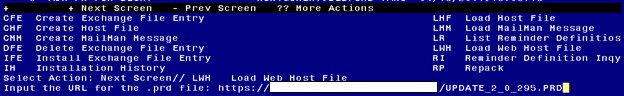 + + Next Screen - Prev Screen ?? More Actions
CFE Create Exchange File Entry LHF Load Host File
CHF Create Host File LMM Load MailMan Message
CMM Create MailMan Message LR List Reminder Definitions
DFE Delete Exchange File Entry LWH Load Web Host File
IFE Install Exchange File Entry RI Reminder Definition Inqy
IH Installation History RP Repack
Select Action: Next Screen// LWH Load Web Host File
Input the URL for the .prd file: https:// /UPDATE_2_0_295.PRD